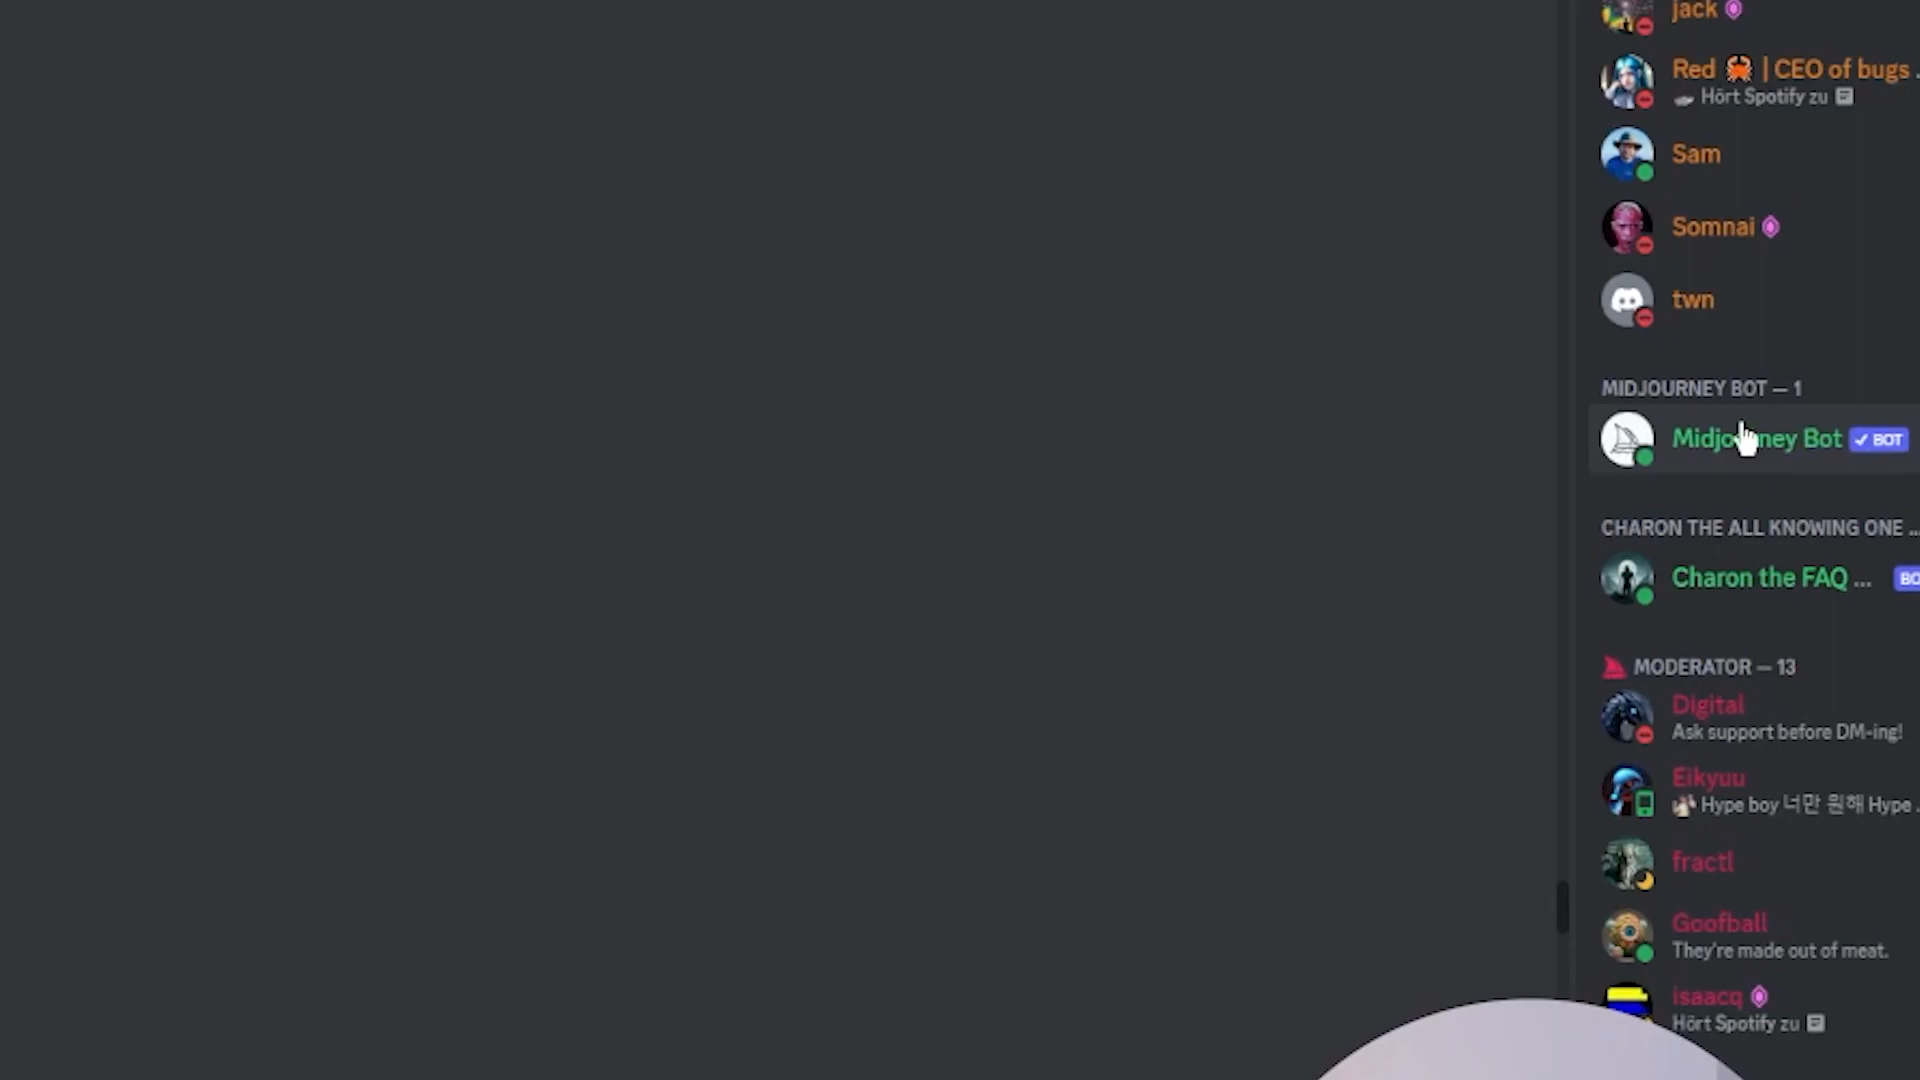 jack
Red 🦀 | CEO of bugs ...
Hört Spotify zu
Sam
Somnai
twn
MIDJOURNEY BOT — 1
Midjourney Bot ✓ BOT
CHARON THE ALL KNOWING ONE ...
Charon the FAQ ... BO
MODERATOR — 13
Digital
Ask support before DM-ing!
Eikyuu
Hype boy 너만 원해 Hype ...
fractl
Goofball
They're made out of meat.
isaacq
Hört Spotify zu